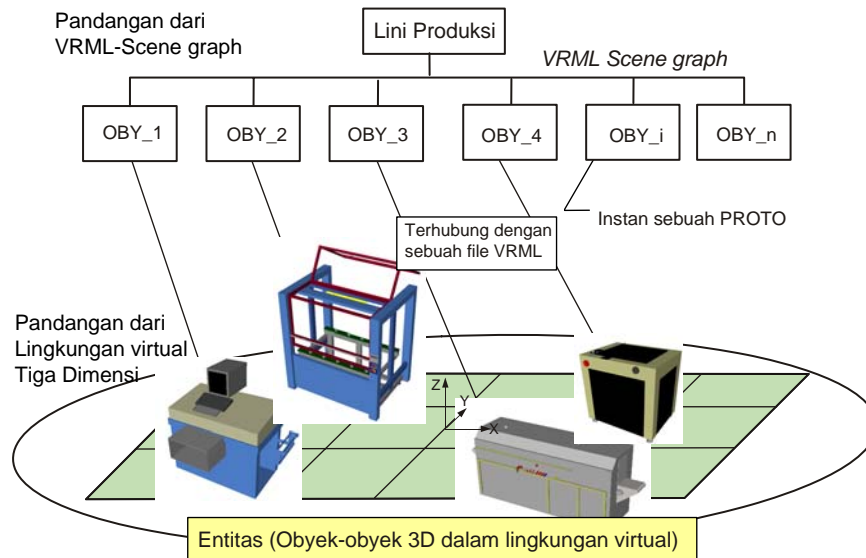 Pandangan dari
VRML-Scene graph
Lini Produksi
VRML Scene graph
OBY_1
OBY_2
OBY_3
OBY_4
OBY_i
OBY_n
Terhubung dengan
sebuah file VRML
Instan sebuah PROTO
Pandangan dari
Lingkungan virtual
Tiga Dimensi
Z
Y
X
Entitas (Obyek-obyek 3D dalam lingkungan virtual)